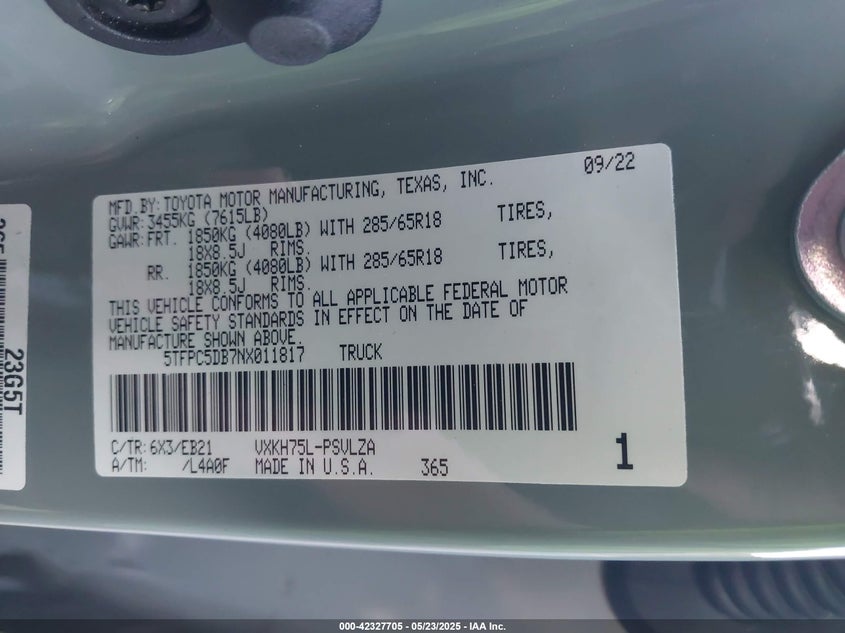 MFD.BY: TOYOTA MOTOR MANUFACTURING, TEXAS, INC. 09/22
GVWR: 3455KG (7615LB)
GAWR: FRT. 1850KG (4080LB) WITH 285/65R18 TIRES,
18X8.5J RIMS.
RR. 1850KG (4080LB) WITH 285/65R18 TIRES,
18X8.5J RIMS.
THIS VEHICLE CONFORMS TO ALL APPLICABLE FEDERAL MOTOR
VEHICLE SAFETY STANDARDS IN EFFECT ON THE DATE OF
MANUFACTURE SHOWN ABOVE.
5TFPC5DB7NX011817 TRUCK
C/TR: 6X3/EB21 VXKH75L-PSVLZA
A/TM: /L4A0F MADE IN U.S.A. 365 1
23G5T
000-42327705 - 05/23/2025 - IAA Inc.